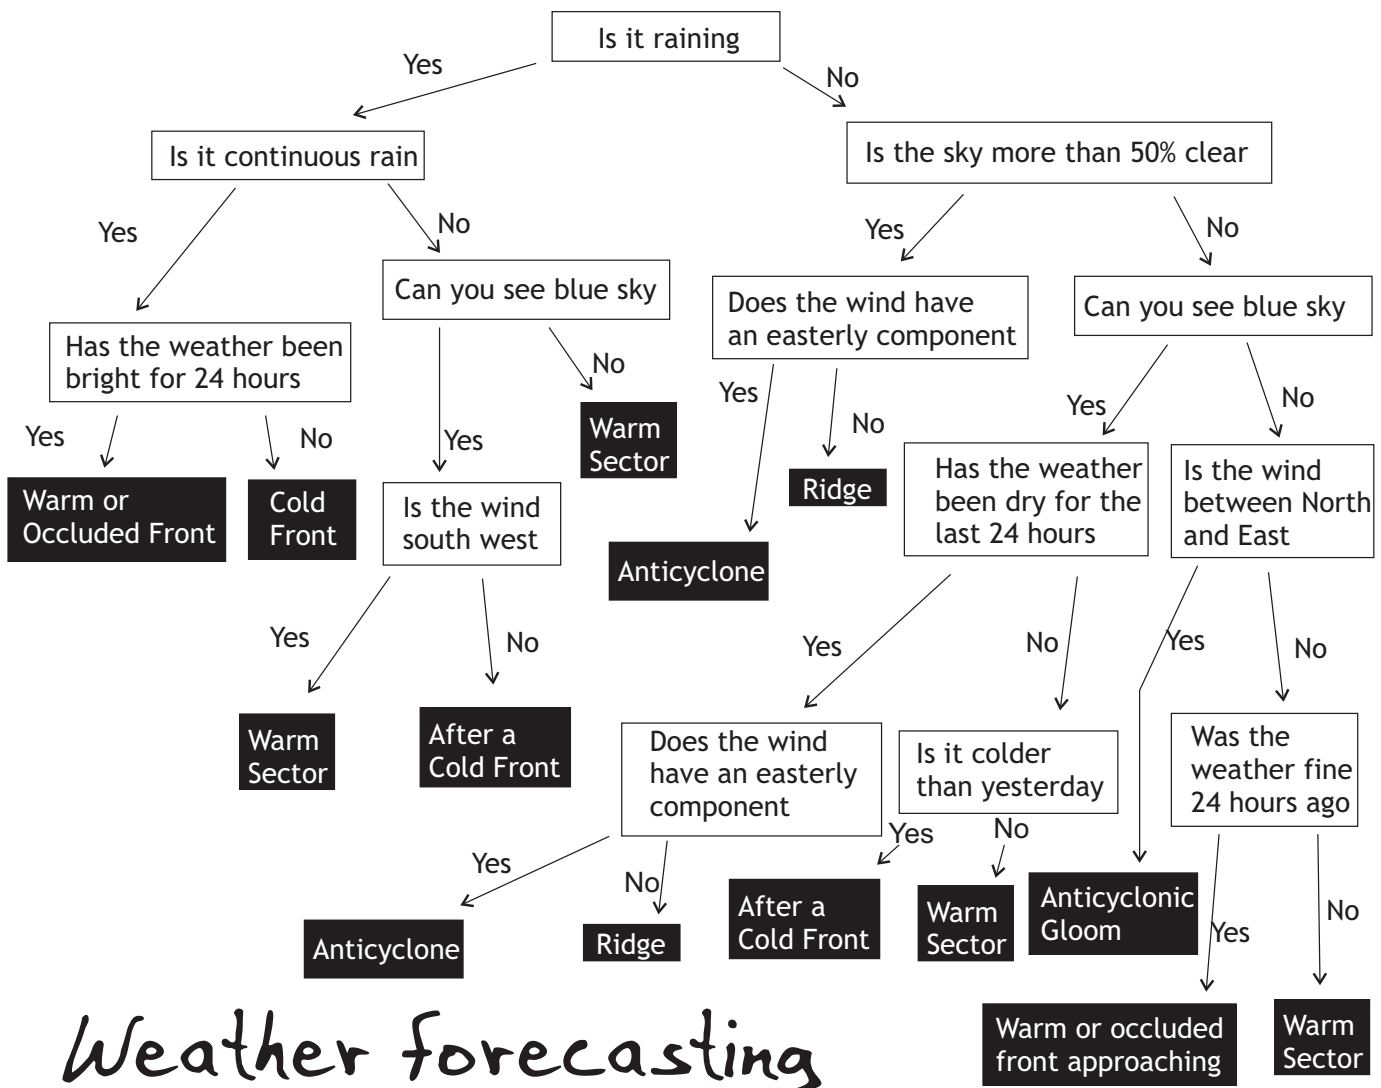 Is it raining
Yes
No
Is it continuous rain
Is the sky more than 50% clear
Yes
No
Yes
No
Can you see blue sky
Does the wind have
an easterly component
Can you see blue sky
Has the weather been
bright for 24 hours
Yes
No
Yes
No
Yes
No
Yes
No
Yes
No
Warm
Sector
Warm or
Occluded Front
Cold
Front
Is the wind
south west
Anticyclone
Ridge
Has the weather
been dry for the
last 24 hours
Is the wind
between North
and East
Yes
No
Yes
No
Yes
No
Warm
Sector
After a
Cold Front
Does the wind
have an easterly
component
Is it colder
than yesterday
Was the
weather fine
24 hours ago
Yes
No
Yes
No
Yes
No
Anticyclone
Ridge
After a
Cold Front
Warm
Sector
Anticyclonic
Gloom
Warm or occluded
front approaching
Warm
Sector
Weather forecasting